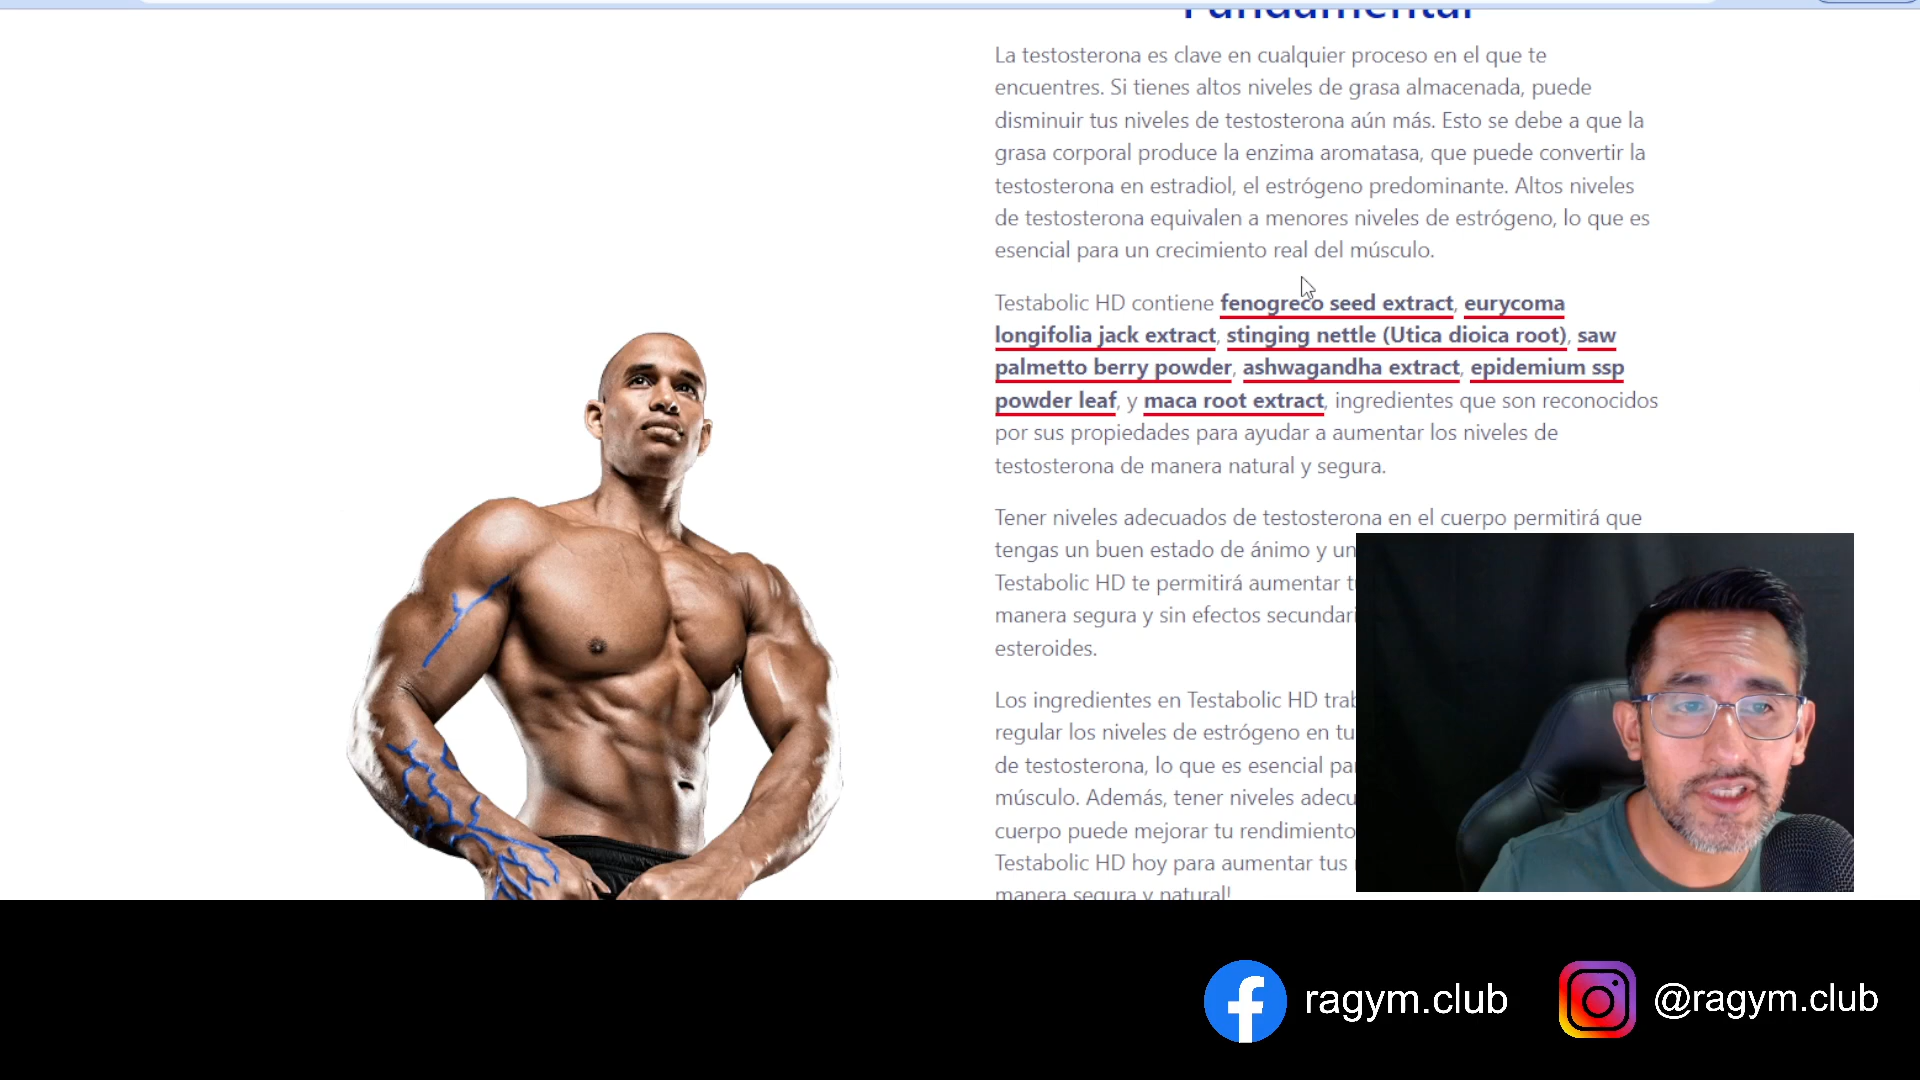 Fundamental
La testosterona es clave en cualquier proceso en el que te
encuentres. Si tienes altos niveles de grasa almacenada, puede
disminuir tus niveles de testosterona aún más. Esto se debe a que la
grasa corporal produce la enzima aromatasa, que puede convertir la
testosterona en estradiol, el estrógeno predominante. Altos niveles
de testosterona equivalen a menores niveles de estrógeno, lo que es
esencial para un crecimiento real del músculo.
Testabolic HD contiene fenogreco seed extract, eurycoma
longifolia jack extract, stinging nettle (Utica dioica root), saw
palmetto berry powder, ashwagandha extract, epidemium ssp
powder leaf, y maca root extract, ingredientes que son reconocidos
por sus propiedades para ayudar a aumentar los niveles de
testosterona de manera natural y segura.
Tener niveles adecuados de testosterona en el cuerpo permitirá que
tengas un buen estado de ánimo y un
Testabolic HD te permitirá aumentar
manera segura y sin efectos
esteroides.
Los ingredientes en Testabolic HD
regular los niveles de estrógeno en
de testosterona, lo que es esencial
músculo. Además, tener niveles
cuerpo puede mejorar tu rendimiento
Testabolic HD hoy para aumentar tus
manera segura y natural!
ragym.club
@ragym.club